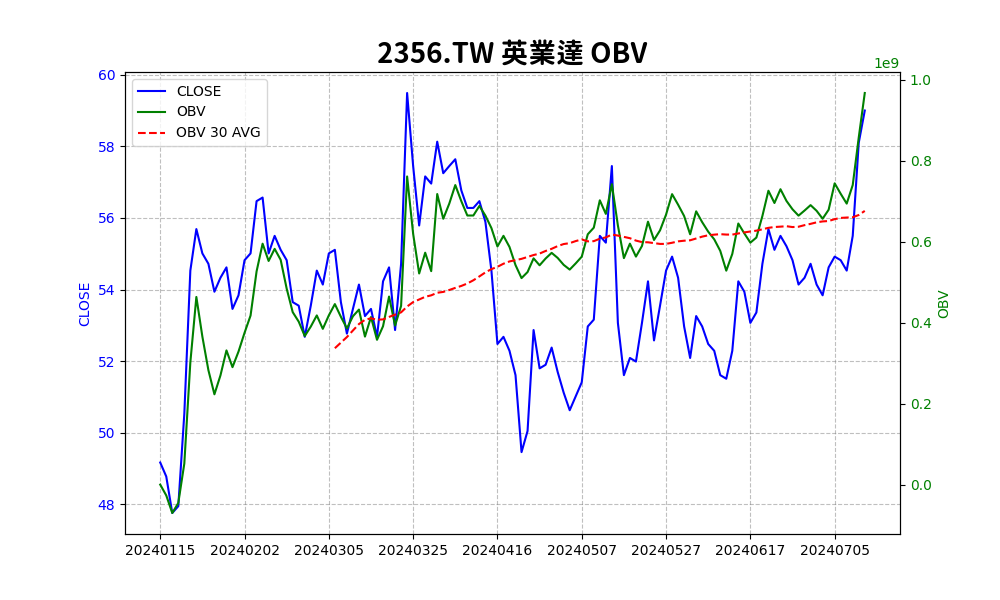 2356.TW 英業達 OBV
1e9
CLOSE
OBV
OBV 30 AVG
60
58
56
54
52
50
48
CLOSE
1.0
0.8
0.6
0.4
0.2
0.0
OBV
20240115 20240202 20240305 20240325 20240416 20240507 20240527 20240617 20240705